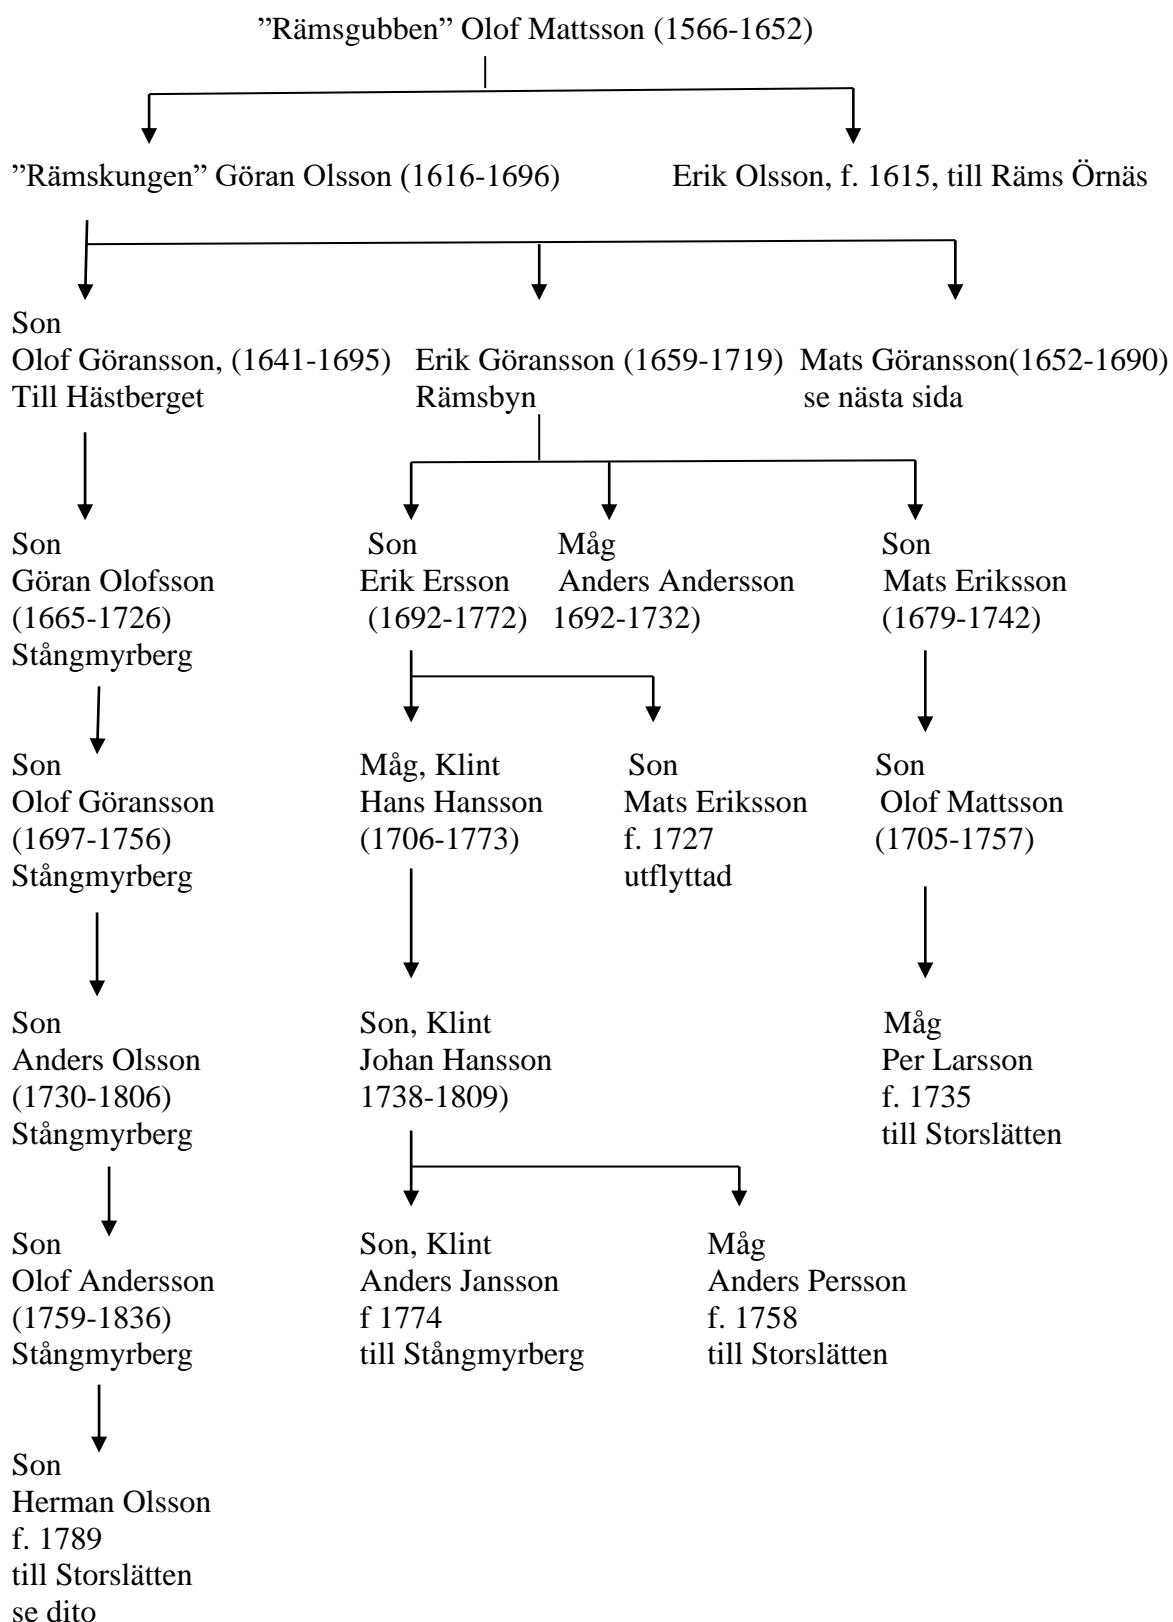 ”Rämsgubben” Olof Mattsson (1566-1652)
”Rämskungen” Göran Olsson (1616-1696) Erik Olsson, f. 1615, till Räms Örnäs
Son
Olof Göransson, (1641-1695) Erik Göransson (1659-1719) Mats Göransson(1652-1690)
Till Hästberget Rämsbyn se nästa sida
Son Son Måg Son
Göran Olofsson Erik Ersson Anders Andersson Mats Eriksson
(1665-1726) (1692-1772) 1692-1732) (1679-1742)
Stångmyrberg
Son Måg, Klint Son Son
Olof Göransson Hans Hansson Mats Eriksson Olof Mattsson
(1697-1756) (1706-1773) f. 1727 (1705-1757)
Stångmyrberg utflyttad
Son Son, Klint Måg
Anders Olsson Johan Hansson Per Larsson
(1730-1806) 1738-1809) f. 1735
Stångmyrberg till Storslätten
Son Son, Klint Måg
Olof Andersson Anders Jansson Anders Persson
(1759-1836) f 1774 f. 1758
Stångmyrberg till Stångmyrberg till Storslätten
Son
Herman Olsson
f. 1789
till Storslätten
se dito